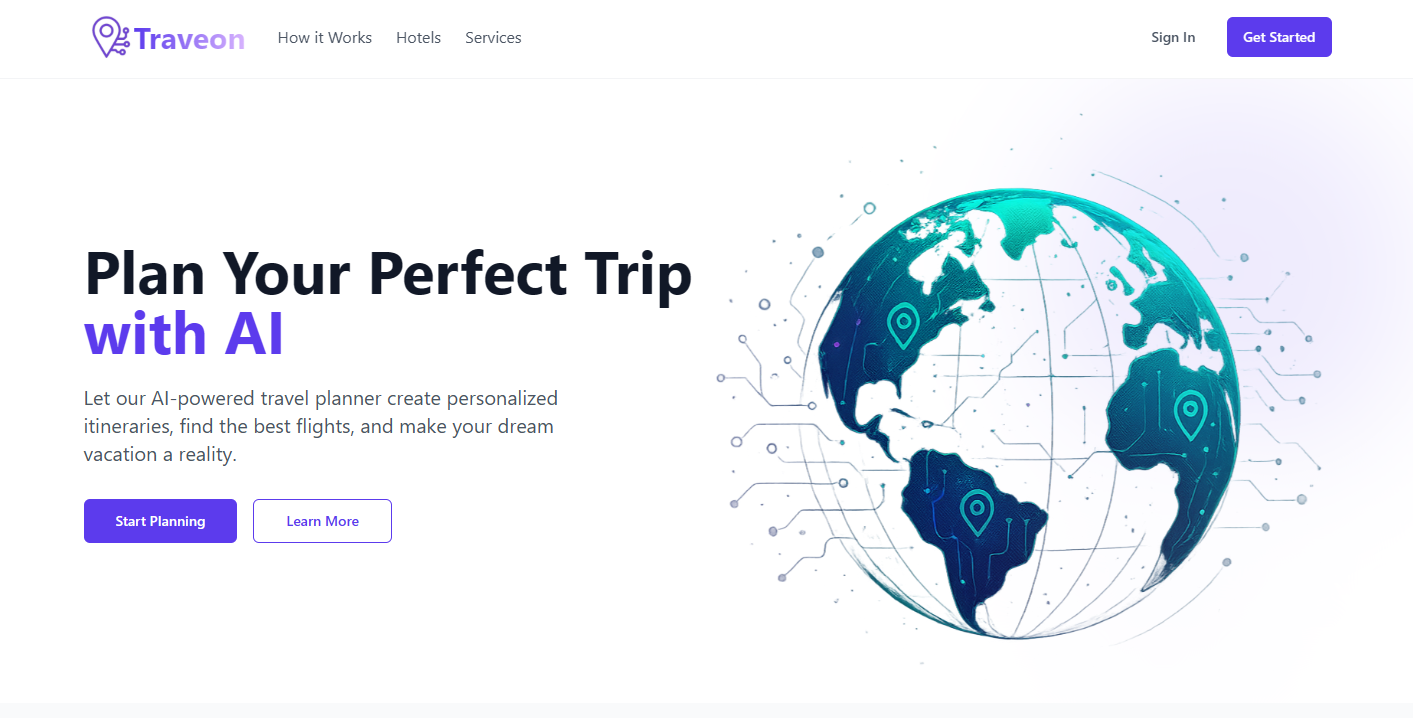 Traveon
How it Works
Hotels
Services
Sign In
Get Started
Plan Your Perfect Trip
with AI
Let our AI-powered travel planner create personalized
itineraries, find the best flights, and make your dream
vacation a reality.
Start Planning
Learn More